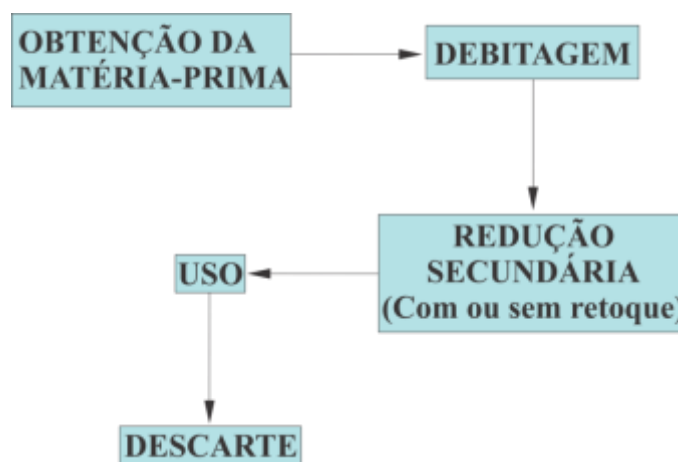 OBTENÇÃO DA
MATÉRIA-PRIMA
DEBITAGEM
REDUÇÃO
SECUNDÁRIA
(Com ou sem retoque)
USO
DESCARTE